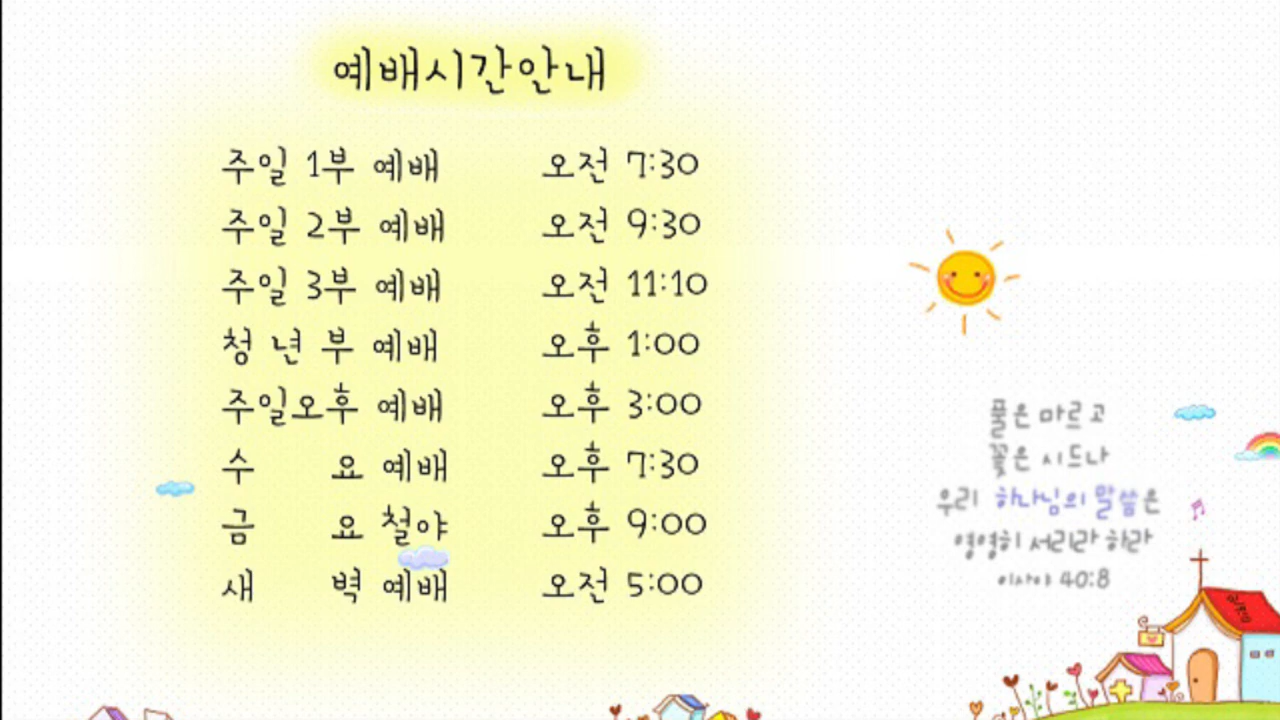 예배시간안내
주일 1부 예배 오전 7:30
주일 2부 예배 오전 9:30
주일 3부 예배 오전 11:10
청 년 부 예배 오후 1:00
주일오후 예배 오후 3:00
수 요 예배 오후 7:30
금 요 철야 오후 9:00
새 벽 예배 오전 5:00
풀은 마르고
꽃은 시드나
우리 하나님의 말씀은
영영히 서리라 하라
이사야 40:8